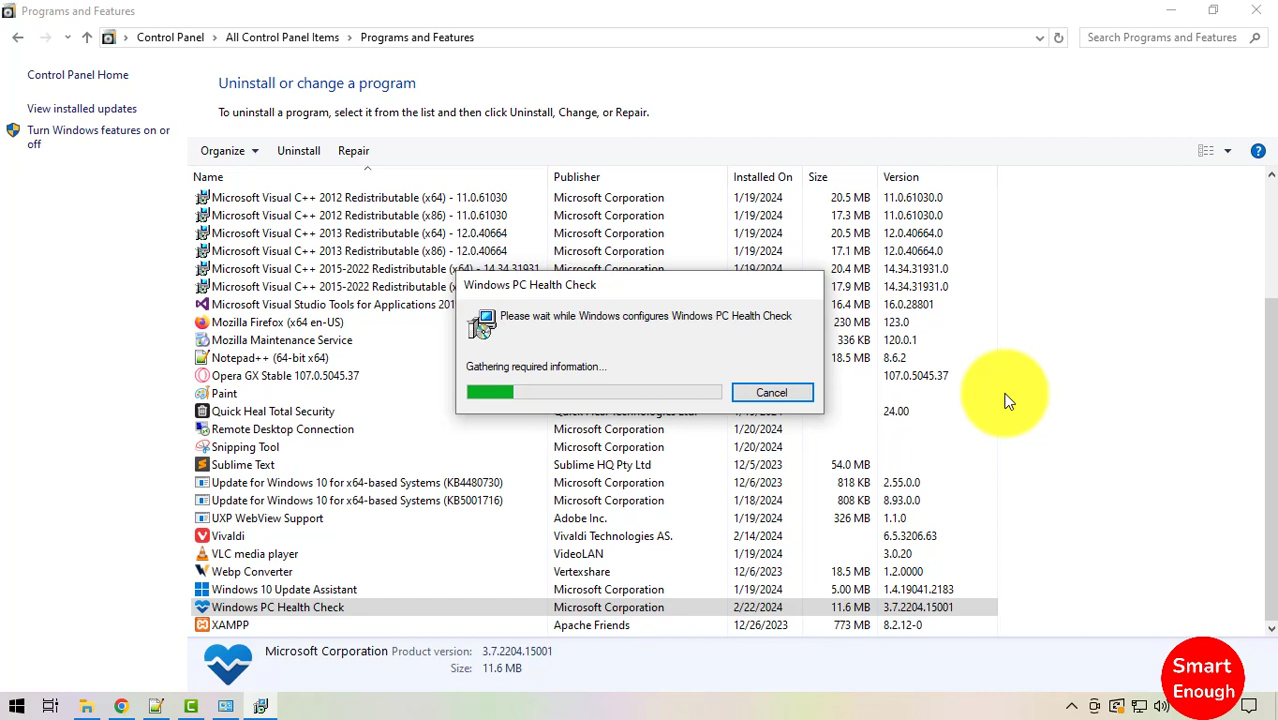 Programs and Features
Control Panel > All Control Panel Items > Programs and Features
Search Programs and Features
Control Panel Home
View installed updates
Turn Windows features on or
off
Uninstall or change a program
To uninstall a program, select it from the list and then click Uninstall, Change, or Repair.
Organize Uninstall Repair
Name Publisher Installed On Size Version
Microsoft Visual C++ 2012 Redistributable (x64) - 11.0.61030 Microsoft Corporation 1/19/2024 20.5 MB 11.0.61030.0
Microsoft Visual C++ 2012 Redistributable (x86) - 11.0.61030 Microsoft Corporation 1/19/2024 17.3 MB 11.0.61030.0
Microsoft Visual C++ 2013 Redistributable (x64) - 12.0.40664 Microsoft Corporation 1/19/2024 20.5 MB 12.0.40664.0
Microsoft Visual C++ 2013 Redistributable (x86) - 12.0.40664 Microsoft Corporation 1/19/2024 17.1 MB 12.0.40664.0
Microsoft Visual C++ 2015-2022 Redistributable (x64) - 14.34.31931 Microsoft Corporation 1/19/2024 20.4 MB 14.34.31931.0
Microsoft Visual C++ 2015-2022 Redistributable 17.9 MB 14.34.31931.0
Microsoft Visual Studio Tools for Applications 16.4 MB 16.0.28801
Mozilla Firefox (x64 en-US) 230 MB 123.0
Mozilla Maintenance Service 336 KB 120.0.1
Notepad++ (64-bit x64) 18.5 MB 8.6.2
Opera GX Stable 107.0.5045.37 107.0.5045.37
Paint
Quick Heal Total Security 24.00
Windows PC Health Check
Please wait while Windows configures Windows PC Health Check
Gathering required information...
Cancel
Remote Desktop Connection Microsoft Corporation 1/20/2024
Snipping Tool Microsoft Corporation 1/20/2024
Sublime Text Sublime HQ Pty Ltd 12/5/2023 54.0 MB
Update for Windows 10 for x64-based Systems (KB4480730) Microsoft Corporation 12/6/2023 818 KB 2.55.0.0
Update for Windows 10 for x64-based Systems (KB5001716) Microsoft Corporation 1/18/2024 808 KB 8.93.0.0
UXP WebView Support Adobe Inc. 1/19/2024 326 MB 1.1.0
Vivaldi Vivaldi Technologies AS. 2/14/2024 6.5.3206.63
VLC media player VideoLAN 1/19/2024 3.0.20
Webp Converter Vertexshare 12/6/2023 18.5 MB 1.2.0000
Windows 10 Update Assistant Microsoft Corporation 1/19/2024 5.00 MB 1.4.19041.2183
Windows PC Health Check Microsoft Corporation 2/22/2024 11.6 MB 3.7.2204.15001
XAMPP Apache Friends 12/26/2023 773 MB 8.2.12-0
Microsoft Corporation Product version: 3.7.2204.15001
Size: 11.6 MB
Smart
Enough